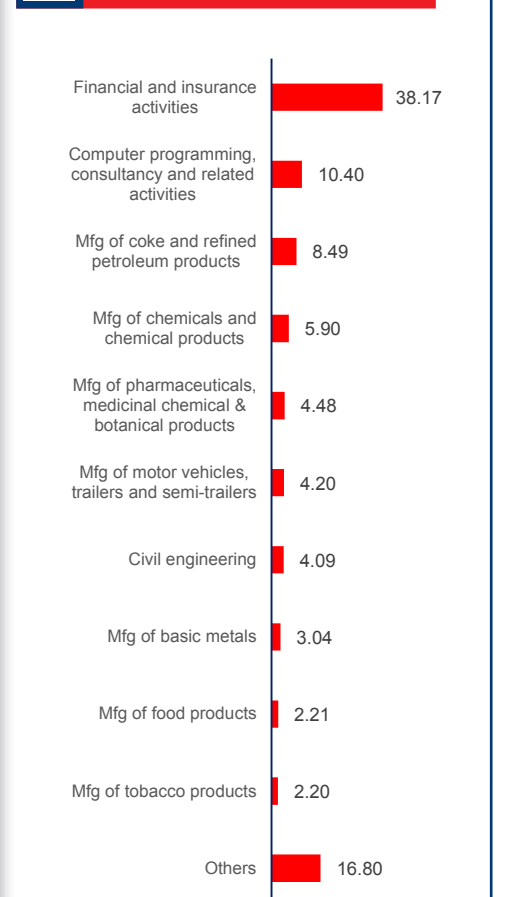 Financial and insurance
activities
38.17
Computer programming,
consultancy and related
activities
10.40
Mfg of coke and refined
petroleum products
8.49
Mfg of chemicals and
chemical products
5.90
Mfg of pharmaceuticals,
medicinal chemical &
botanical products
4.48
Mfg of motor vehicles,
trailers and semi-trailers
4.20
Civil engineering
4.09
Mfg of basic metals
3.04
Mfg of food products
2.21
Mfg of tobacco products
2.20
Others
16.80